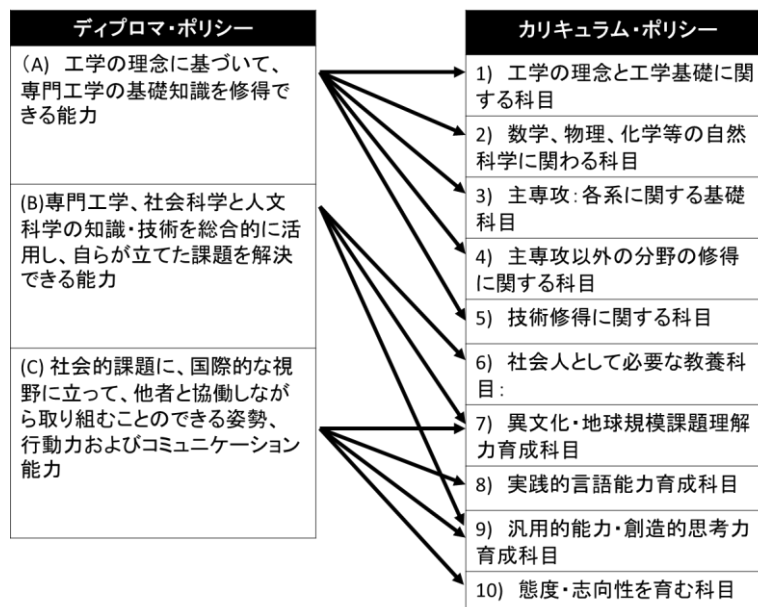 ディプロマ・ポリシー
(A) 工学の理念に基づいて、
専門工学の基礎知識を修得で
きる能力
(B)専門工学、社会科学と人文
科学の知識・技術を総合的に活
用し、自らが立てた課題を解決
できる能力
(C) 社会的課題に、国際的な視
野に立って、他者と協働しなが
ら取り組むことのできる姿勢、
行動力およびコミュニケーション
能力
カリキュラム・ポリシー
1) 工学の理念と工学基礎に関
する科目
2) 数学、物理、化学等の自然
科学に関わる科目
3) 主専攻:各系に関する基礎
科目
4) 主専攻以外の分野の修得
に関する科目
5) 技術修得に関する科目
6) 社会人として必要な教養科
目:
7) 異文化・地球規模課題理解
力育成科目
8) 実践的言語能力育成科目
9) 汎用的能力・創造的思考力
育成科目
10) 態度・志向性を育む科目